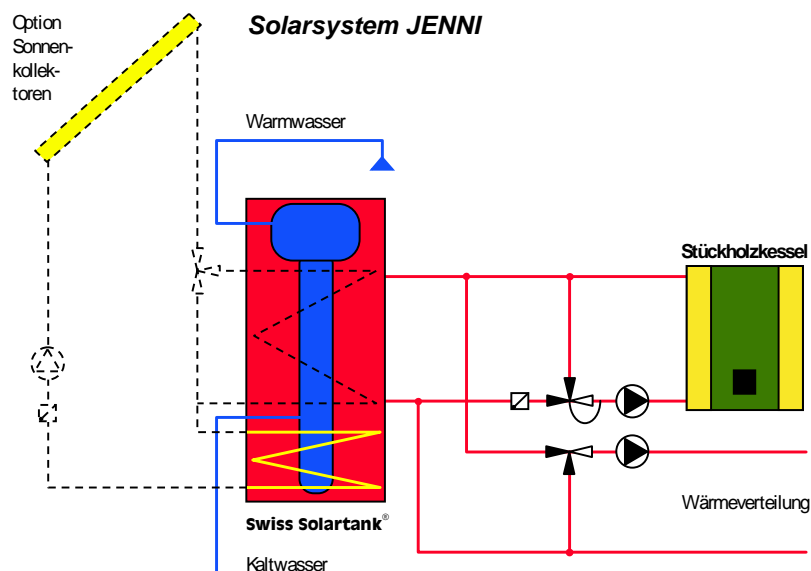 Option
Sonnen-
kollek-
toren
Solarsystem JENNI
Warmwasser
Stückholzkessel
Wärmeverteilung
Swiss Solartank®
Kaltwasser